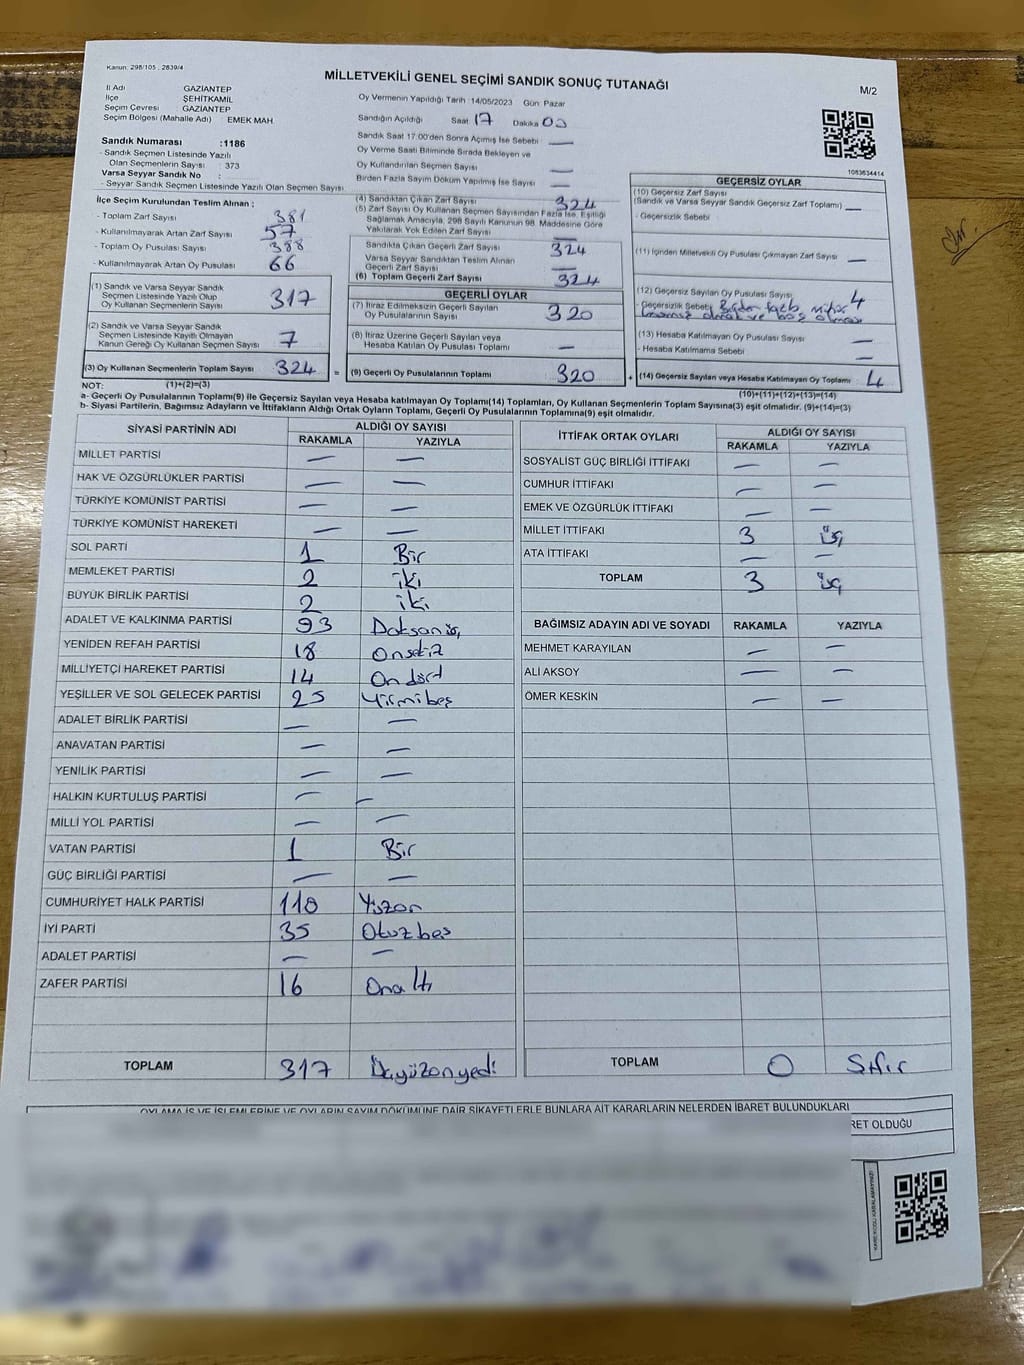 Kanun: 298/105 , 2839/4
MİLLETVEKİLİ GENEL SEÇİMİ SANDIK SONUÇ TUTANAĞI
M/2
İl Adı GAZİANTEP
İlçe ŞEHİTKAMİL
Seçim Çevresi GAZİANTEP
Seçim Bölgesi (Mahalle Adı) EMEK MAH.
Oy Vermenin Yapıldığı Tarih 14/05/2023 Gün: Pazar
Sandığın Açıldığı Saat 17 Dakika
Sandık Saat 17:00'den Sonra Açılmış İse Sebebi —
Oy Verme Saati Bitiminde Sırada Bekleyen ve
Oy Kullandırılan Seçmen Sayısı —
Birden Fazla Sayım Döküm Yapılmış İse Sayısı —
1083634414
Sandık Numarası :1186
- Sandık Seçmen Listesinde Yazılı
Olan Seçmenlerin Sayısı : 373
Varsa Seyyar Sandık No :
- Seyyar Sandık Seçmen Listesinde Yazılı Olan Seçmen Sayısı
İlçe Seçim Kurulundan Teslim Alınan :
- Toplam Zarf Sayısı 381
- Kullanılmayarak Artan Zarf Sayısı 57
- Toplam Oy Pusulası Sayısı 388
- Kullanılmayarak Artan Oy Pusulası 66
(1) Sandık ve Varsa Seyyar Sandık
Seçmen Listesinde Yazılı Olup
Oy Kullanan Seçmenlerin Sayısı 317
(2) Sandık ve Varsa Seyyar Sandık
Seçmen Listesinde Kayıtlı Olmayan
Kanun Gereği Oy Kullanan Seçmen Sayısı 7
(3) Oy Kullanan Seçmenlerin Toplam Sayısı 324
(4) Sandıktan Çıkan Zarf Sayısı 324
(5) Zarf Sayısı Oy Kullanan Seçmen Sayısından Fazla İse, Eşitliği
Sağlamak Amacıyla, 298 Sayılı Kanunun 98. Maddesine Göre
Yakılarak Yok Edilen Zarf Sayısı —
Sandıkta Çıkan Geçerli Zarf Sayısı 324
Varsa Seyyar Sandıktan Teslim Alınan
Geçerli Zarf Sayısı —
(6) Toplam Geçerli Zarf Sayısı 324
GEÇERLİ OYLAR
(7) İtiraz Edilmeksizin Geçerli Sayılan
Oy Pusulalarının Sayısı 320
(8) İtiraz Üzerine Geçerli Sayılan veya
Hesaba Katılan Oy Pusulası Toplamı —
= (9) Geçerli Oy Pusulalarının Toplamı 320
GEÇERSİZ OYLAR
(10) Geçersiz Zarf Sayısı
(Sandık ve Varsa Seyyar Sandık Geçersiz Zarf Toplamı) —
- Geçersizlik Sebebi
(11) İçinden Milletvekili Oy Pusulası Çıkmayan Zarf Sayısı —
(12) Geçersiz Sayılan Oy Pusulası Sayısı 4
- Geçersizlik Sebebi Birden fazla mühür
ve boş olması
(13) Hesaba Katılmayan Oy Pusulası Sayısı —
- Hesaba Katılmama Sebebi —
+ (14) Geçersiz Sayılan veya Hesaba Katılmayan Oy Toplamı 4
NOT: (1)+(2)=(3)
(10)+(11)+(12)+(13)=(14)
a- Geçerli Oy Pusulalarının Toplamı(9) ile Geçersiz Sayılan veya Hesaba katılmayan Oy Toplamı(14) Toplamları, Oy Kullanan Seçmenlerin Toplam Sayısına(3) eşit olmalıdır. (9)+(14)=(3)
b- Siyasi Partilerin, Bağımsız Adayların ve İttifakların Aldığı Ortak Oyların Toplamı, Geçerli Oy Pusulalarının Toplamına(9) eşit olmalıdır.
SİYASİ PARTİNİN ADI ALDIĞI OY SAYISI
RAKAMLA YAZIYLA
MİLLET PARTİSİ — —
HAK VE ÖZGÜRLÜKLER PARTİSİ — —
TÜRKİYE KOMÜNİST PARTİSİ — —
TÜRKİYE KOMÜNİST HAREKETİ — —
SOL PARTİ 1 Bir
MEMLEKET PARTİSİ 2 iki
BÜYÜK BİRLİK PARTİSİ 2 iki
ADALET VE KALKINMA PARTİSİ 93 Doksanüç
YENİDEN REFAH PARTİSİ 18 Onsekiz
MİLLİYETÇİ HAREKET PARTİSİ 14 Ondört
YEŞİLLER VE SOL GELECEK PARTİSİ 25 Yirmibeş
ADALET BİRLİK PARTİSİ — —
ANAVATAN PARTİSİ — —
YENİLİK PARTİSİ — —
HALKIN KURTULUŞ PARTİSİ — —
MİLLİ YOL PARTİSİ — —
VATAN PARTİSİ 1 Bir
GÜÇ BİRLİĞİ PARTİSİ — —
CUMHURİYET HALK PARTİSİ 110 Yüzon
İYİ PARTİ 35 Otuzbeş
ADALET PARTİSİ — —
ZAFER PARTİSİ 16 Onaltı
TOPLAM 317 Üçyüzonyedi
İTTİFAK ORTAK OYLARI ALDIĞI OY SAYISI
RAKAMLA YAZIYLA
SOSYALİST GÜÇ BİRLİĞİ İTTİFAKI — —
CUMHUR İTTİFAKI — —
EMEK VE ÖZGÜRLÜK İTTİFAKI — —
MİLLET İTTİFAKI 3 üç
ATA İTTİFAKI — —
TOPLAM 3 üç
BAĞIMSIZ ADAYIN ADI VE SOYADI RAKAMLA YAZIYLA
MEHMET KARAYILAN — —
ALİ AKSOY — —
ÖMER KESKİN — —
TOPLAM 0 Sıfır
OYLAMA İŞ VE İŞLEMLERİNE VE OYLARIN SAYIM DÖKÜMÜNE DAİR ŞİKAYETLERLE BUNLARA AİT KARARLARIN NELERDEN İBARET BULUNDUKLARI
RET OLDUĞU
KARE KODU KARALAMAYINIZ!